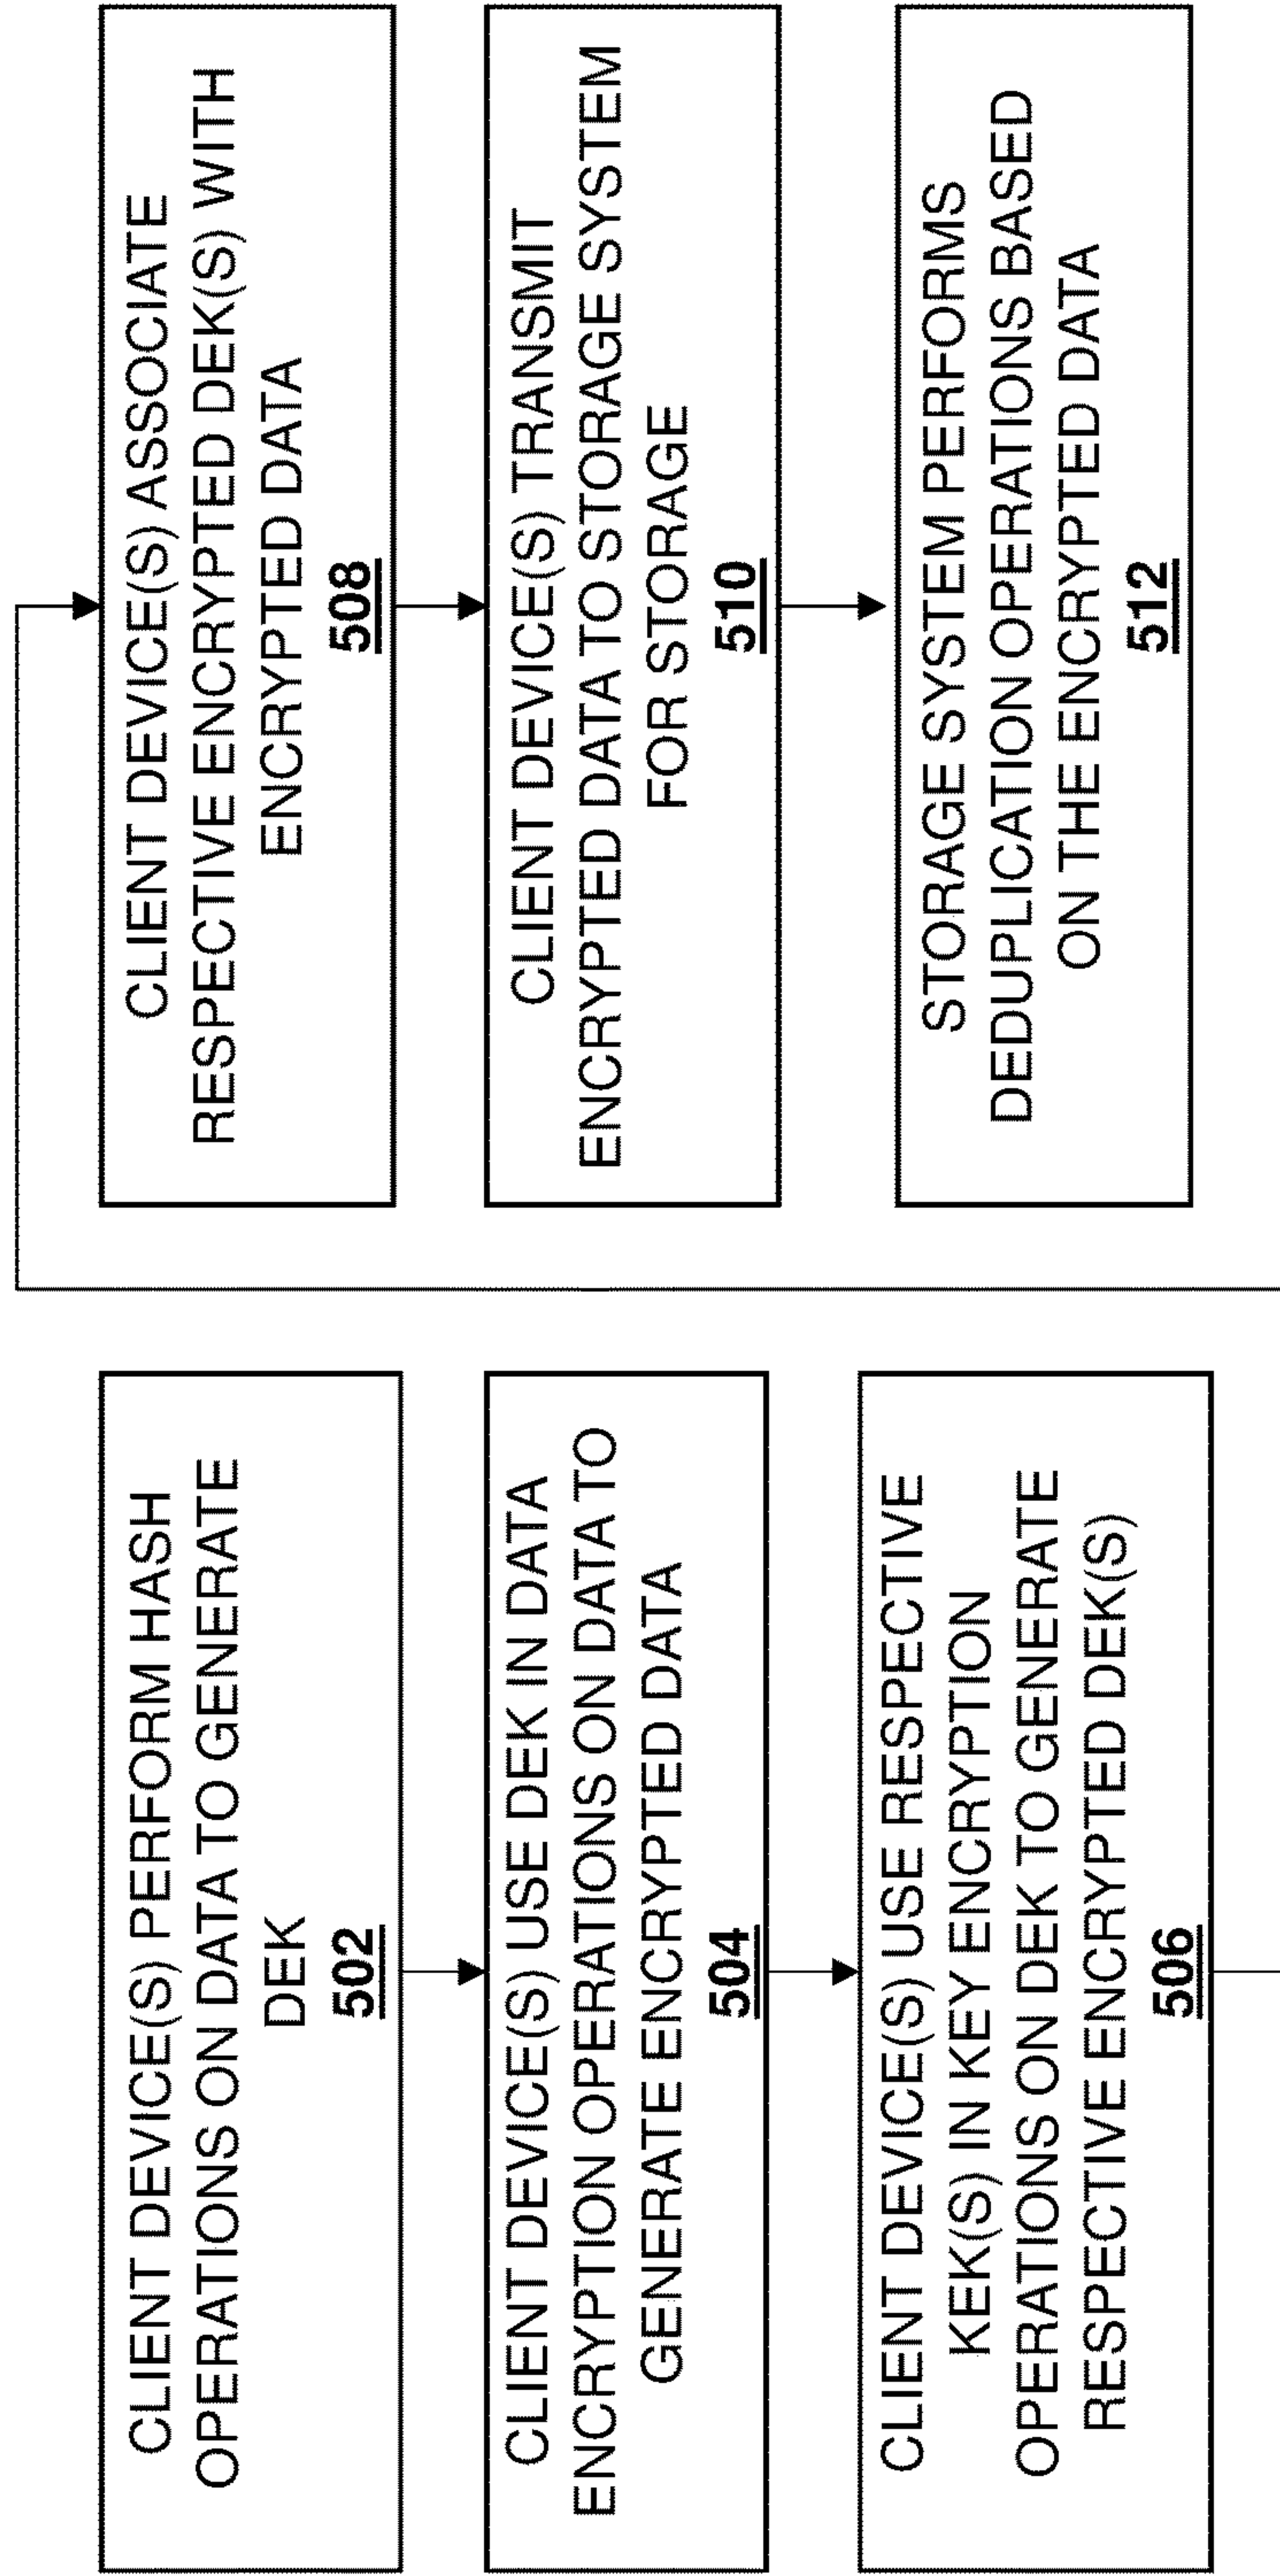 CLIENT DEVICE(S) PERFORM HASH
OPERATIONS ON DATA TO GENERATE
DEK
502
CLIENT DEVICE(S) USE DEK IN DATA
ENCRYPTION OPERATIONS ON DATA TO
GENERATE ENCRYPTED DATA
504
CLIENT DEVICE(S) USE RESPECTIVE
KEK(S) IN KEY ENCRYPTION
OPERATIONS ON DEK TO GENERATE
RESPECTIVE ENCRYPTED DEK(S)
506
CLIENT DEVICE(S) ASSOCIATE
RESPECTIVE ENCRYPTED DEK(S) WITH
ENCRYPTED DATA
508
CLIENT DEVICE(S) TRANSMIT
ENCRYPTED DATA TO STORAGE SYSTEM
FOR STORAGE
510
STORAGE SYSTEM PERFORMS
DEDUPLICATION OPERATIONS BASED
ON THE ENCRYPTED DATA
512